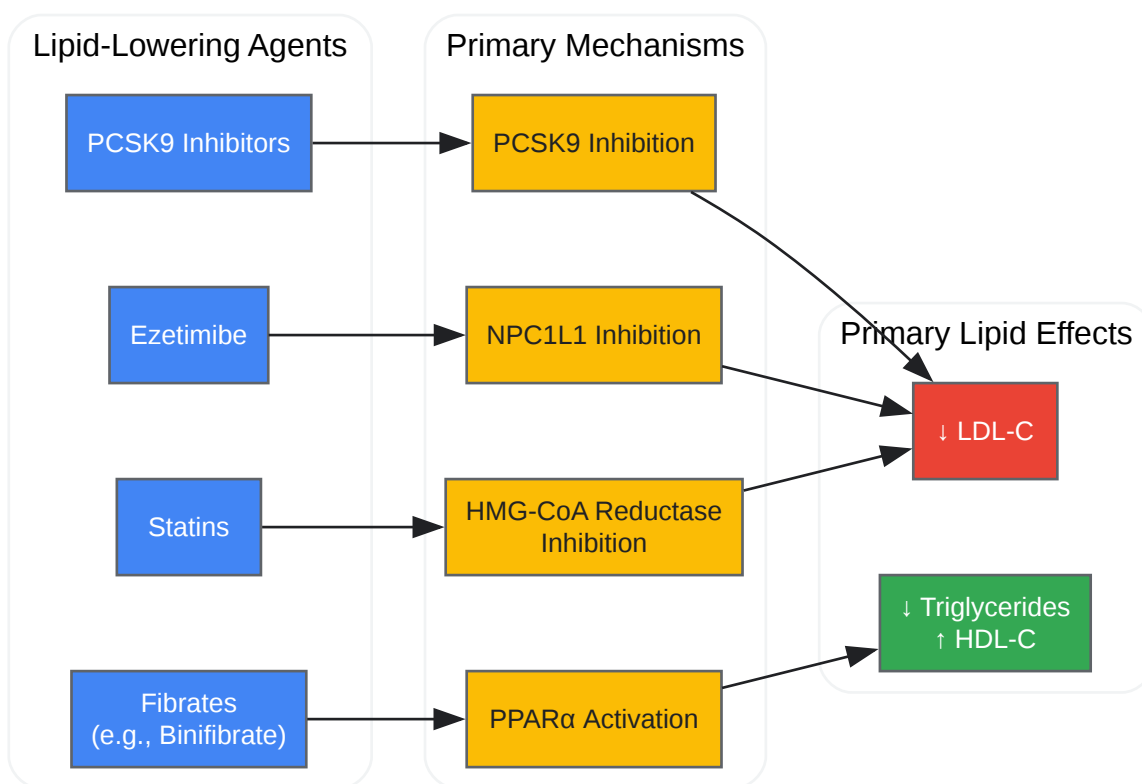 Lipid-Lowering Agents
Primary Mechanisms
PCSK9 Inhibitors
PCSK9 Inhibition
Ezetimibe
NPC1L1 Inhibition
Primary Lipid Effects
↓ LDL-C
Statins
HMG-CoA Reductase
Inhibition
↓ Triglycerides
↑ HDL-C
Fibrates
(e.g., Binifibrate)
PPARα Activation